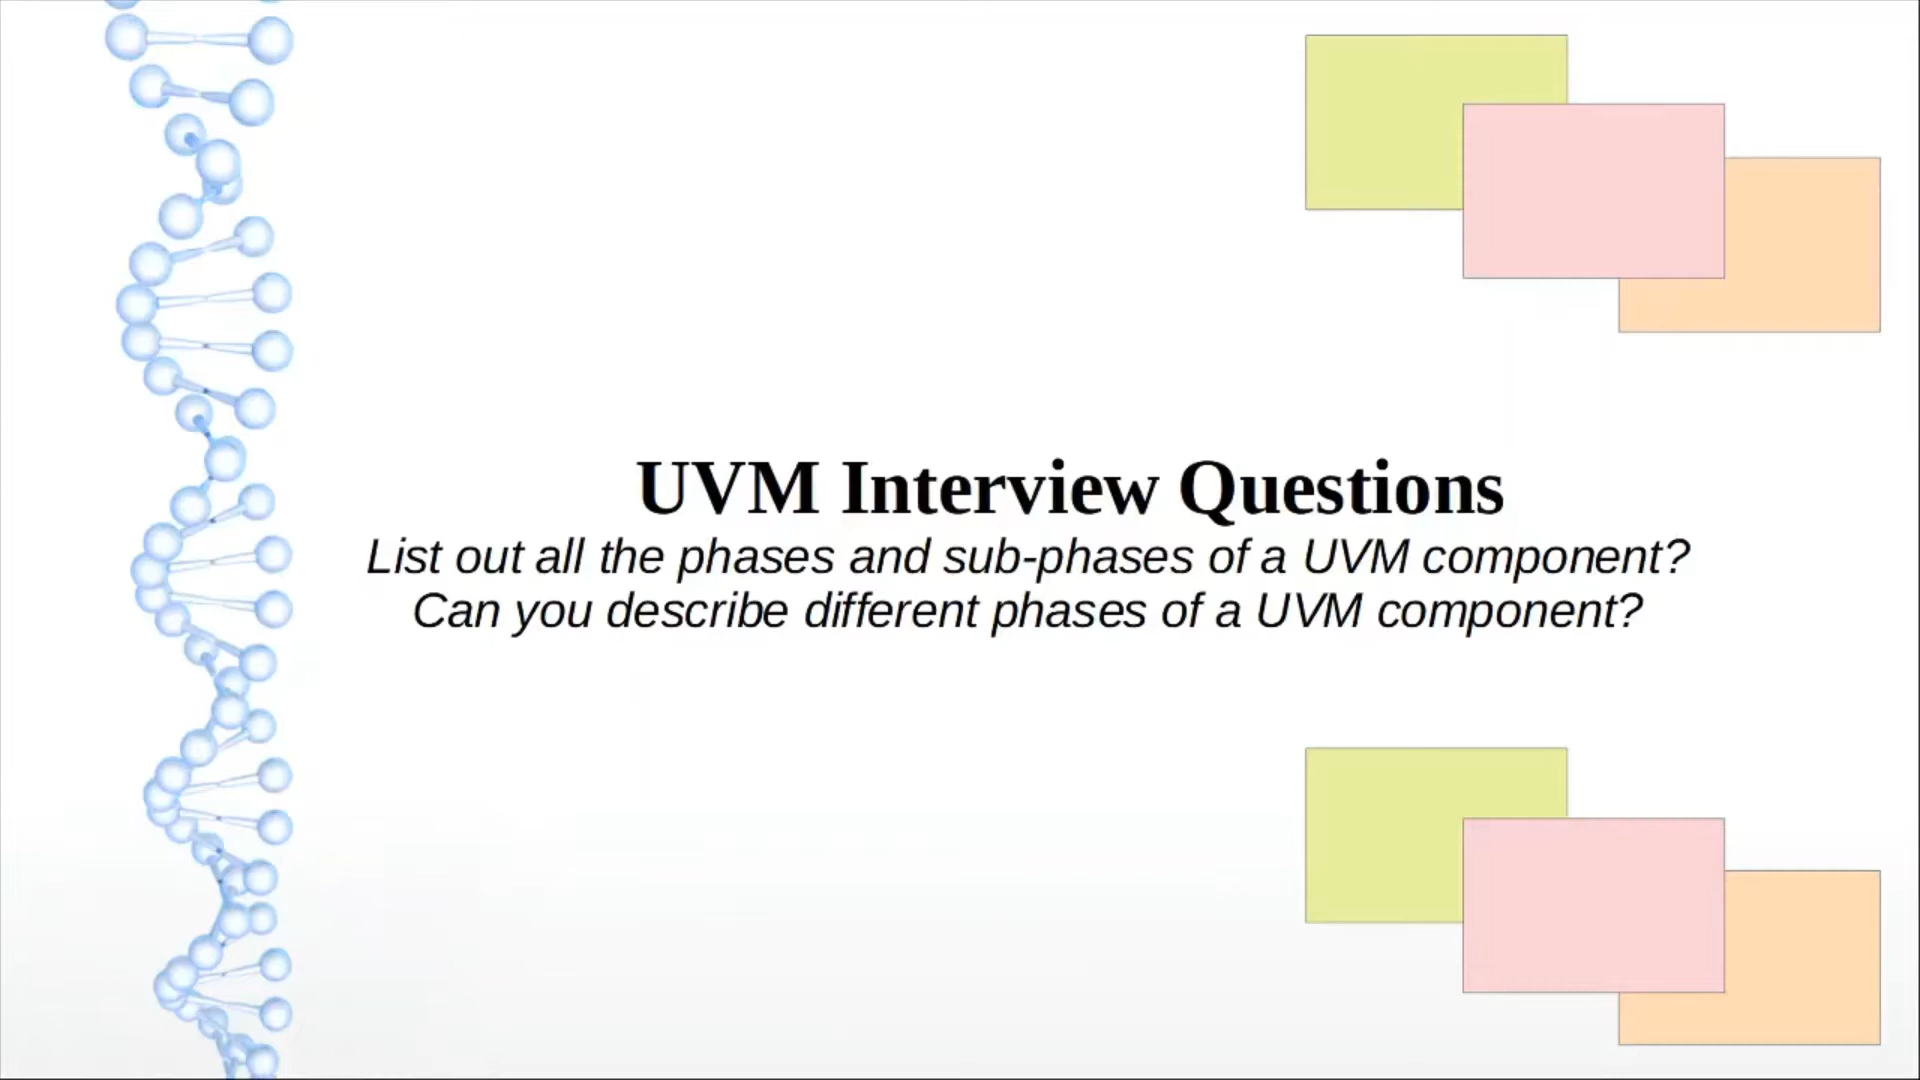 UVM Interview Questions
List out all the phases and sub-phases of a UVM component?
Can you describe different phases of a UVM component?